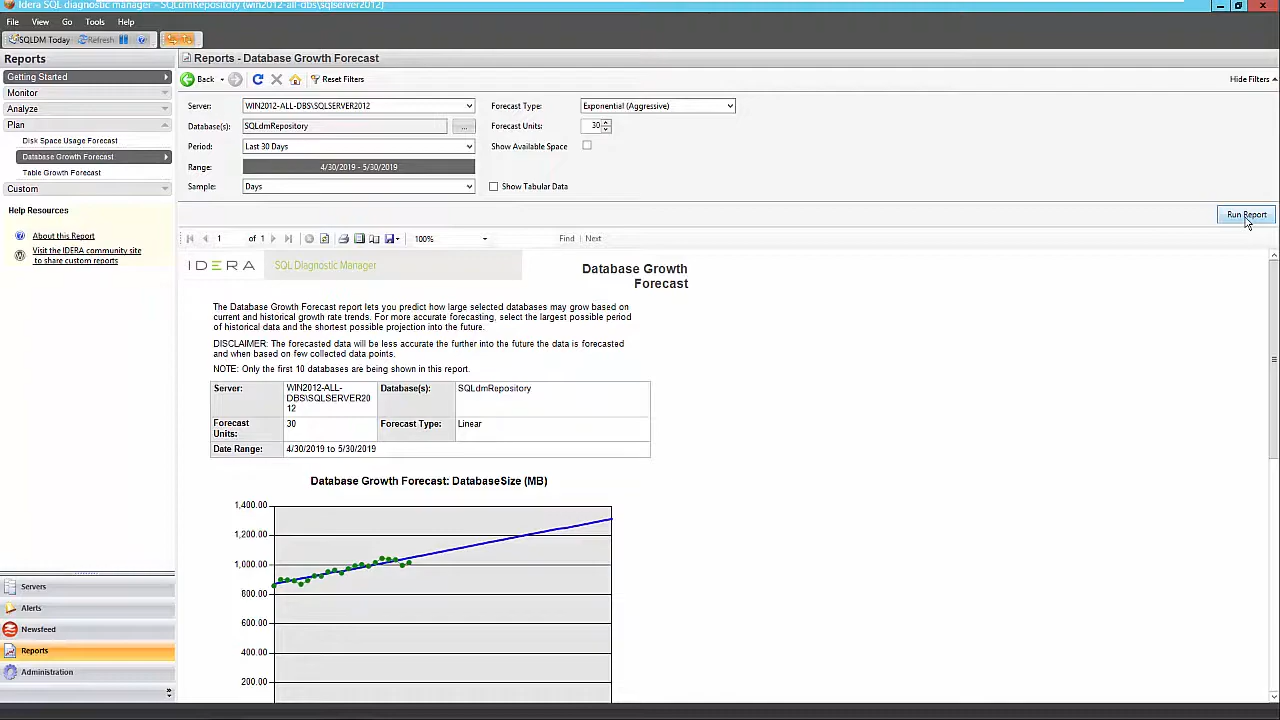 Idera SQL diagnostic manager - SQLdmRepository (win2012-all-dbs\sqlserver2012)
File View Go Tools Help
SQLDM Today Refresh
Reports
Reports - Database Growth Forecast
Getting Started
Back Reset Filters Hide Filters
Monitor
Analyze
Plan
Disk Space Usage Forecast
Database Growth Forecast
Table Growth Forecast
Custom
Help Resources
About this Report
Visit the IDERA community site
to share custom reports
Server: WIN2012-ALL-DBS\SQLSERVER2012 Forecast Type: Exponential (Aggressive)
Database(s): SQLdmRepository ... Forecast Units: 30
Period: Last 30 Days Show Available Space
Range: 4/30/2019 - 5/30/2019
Sample: Days Show Tabular Data
Run Report
1 of 1 100% Find Next
IDERA SQL Diagnostic Manager
Database Growth
Forecast
The Database Growth Forecast report lets you predict how large selected databases may grow based on
current and historical growth rate trends. For more accurate forecasting, select the largest possible period
of historical data and the shortest possible projection into the future.
DISCLAIMER: The forecasted data will be less accurate the further into the future the data is forecasted
and when based on few collected data points.
NOTE: Only the first 10 databases are being shown in this report.
Server: WIN2012-ALL-
DBS\SQLSERVER20
12
Database(s): SQLdmRepository
Forecast
Units: 30
Forecast Type: Linear
Date Range: 4/30/2019 to 5/30/2019
Database Growth Forecast: DatabaseSize (MB)
1,400.00
1,200.00
1,000.00
800.00
600.00
400.00
200.00
Servers
Alerts
Newsfeed
Reports
Administration